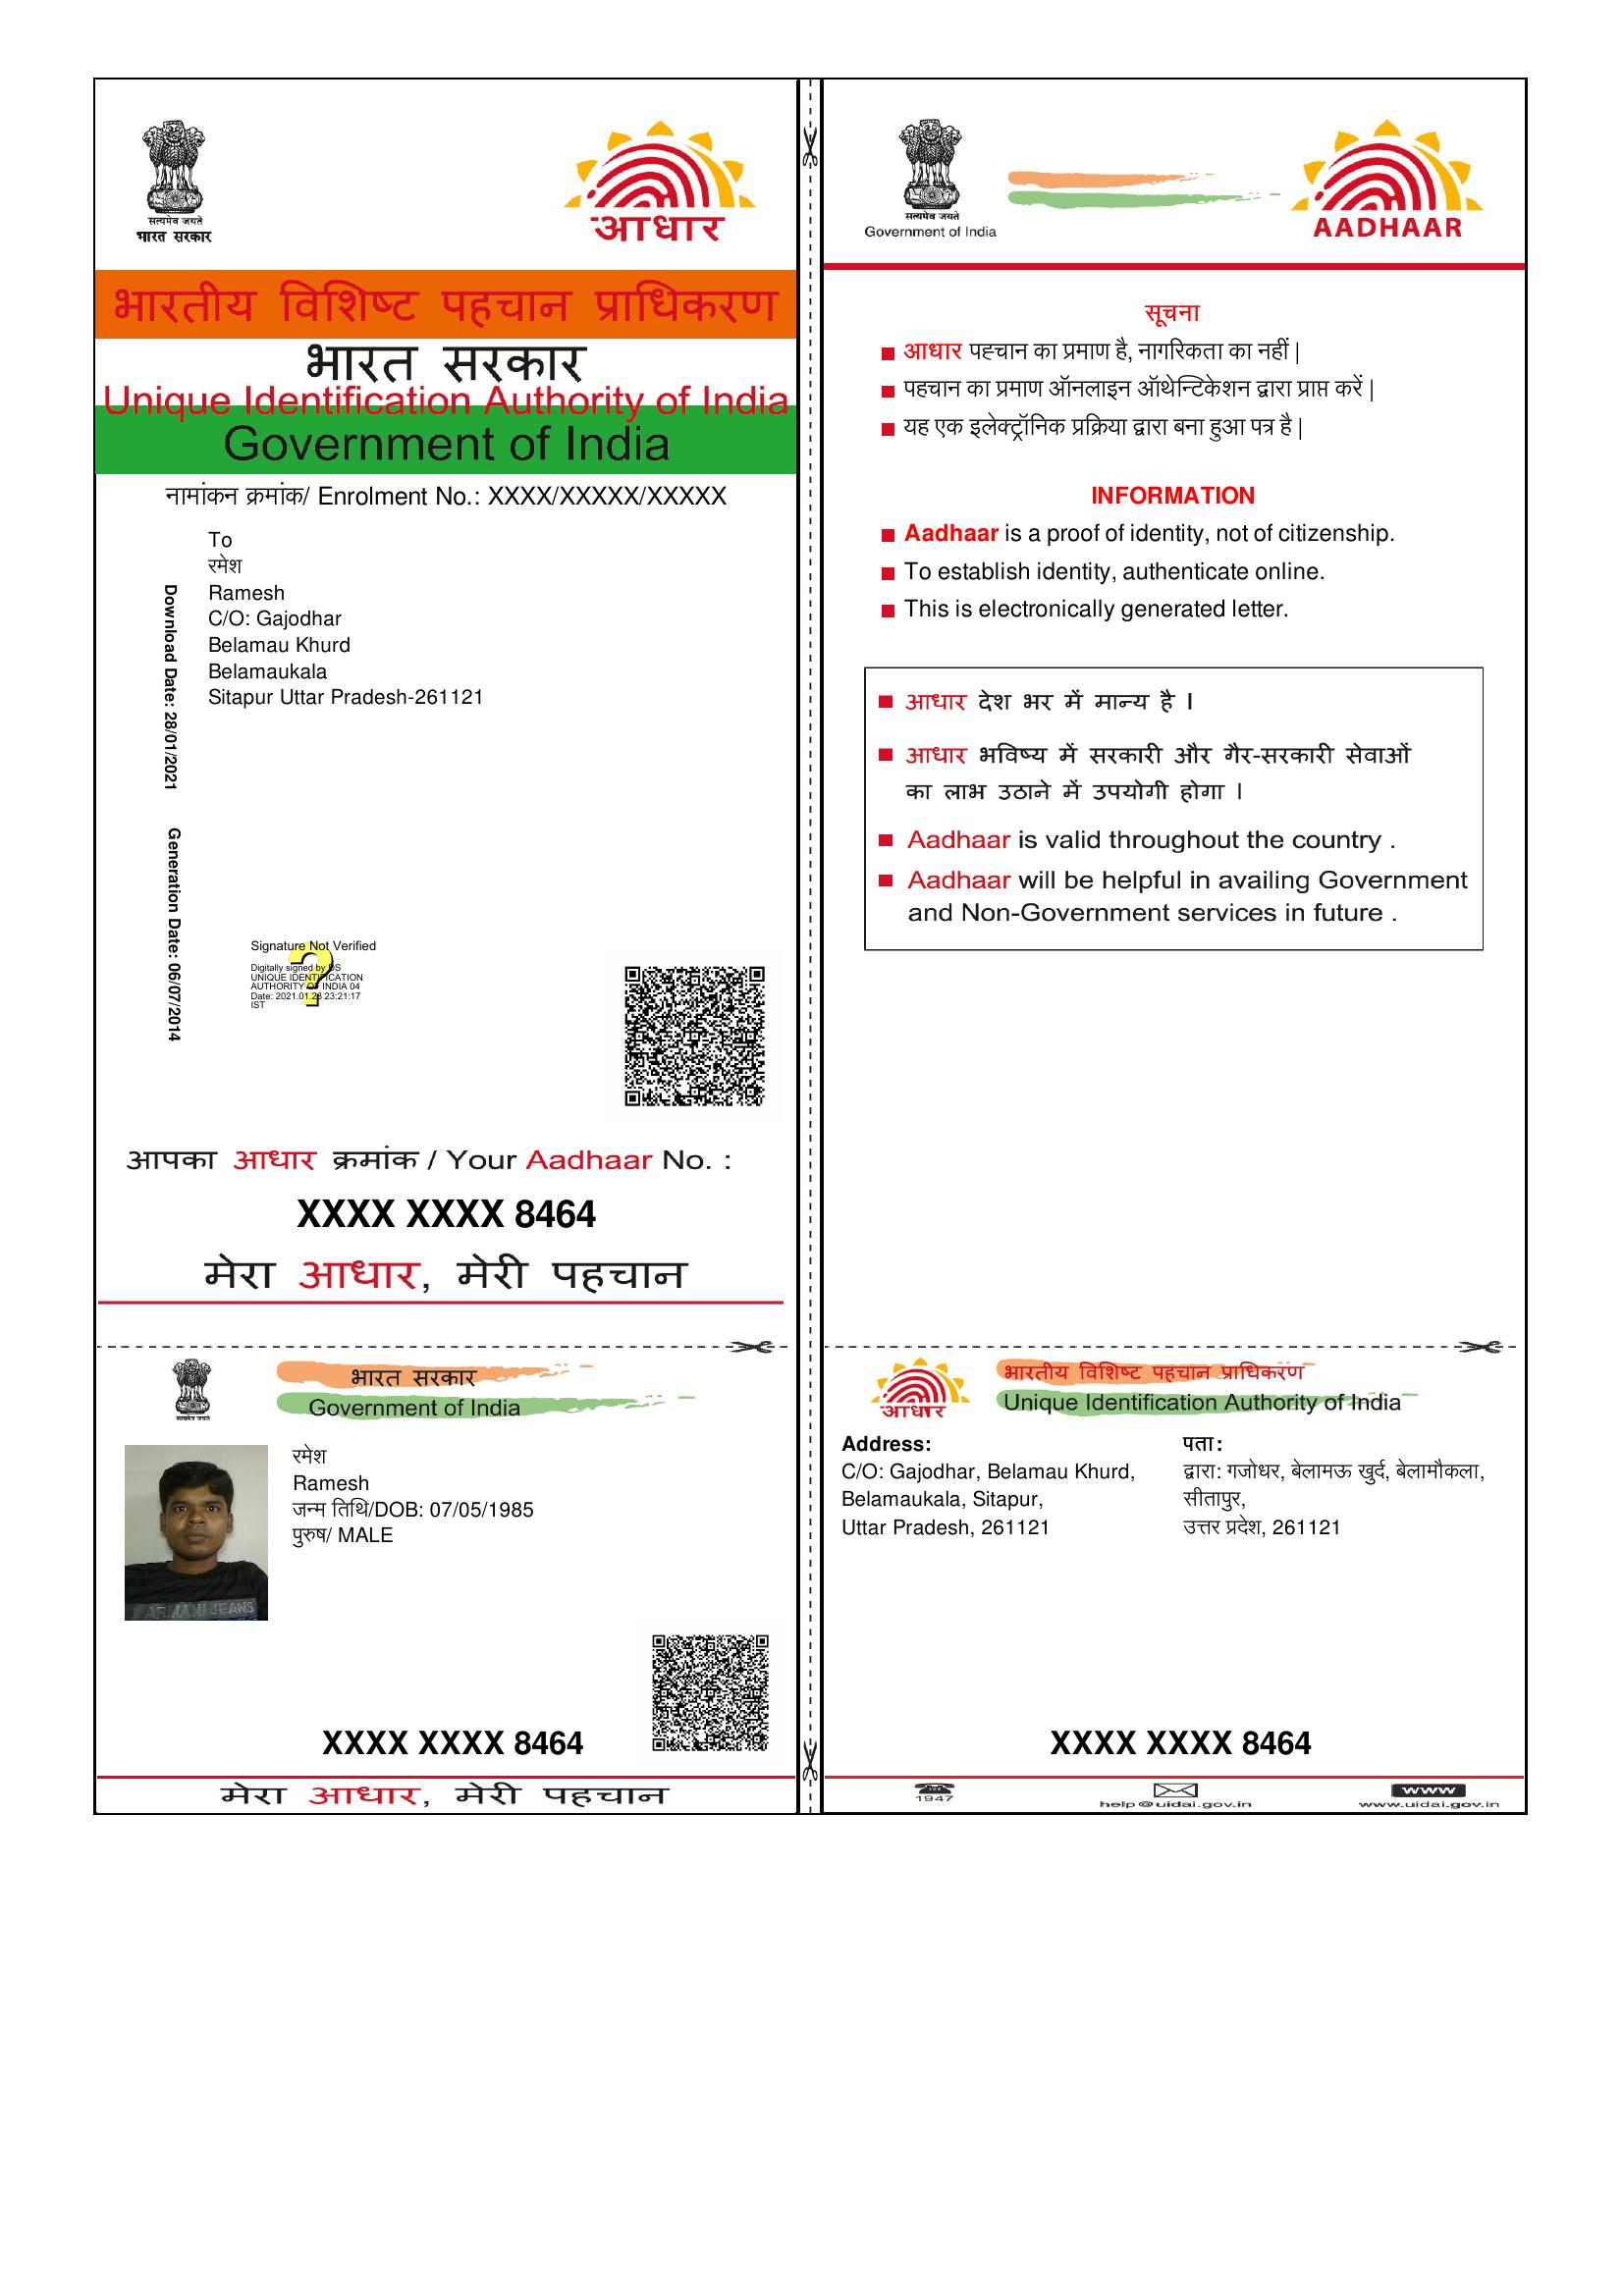 सत्यमेव जयते
भारत सरकार
आधार
भारतीय विशिष्ट पहचान प्राधिकरण
भारत सरकार
Unique Identification Authority of India
Government of India
नामांकन क्रमांक/ Enrolment No.: XXXX/XXXXX/XXXXX
To
रमेश
Ramesh
C/O: Gajodhar
Belamau Khurd
Belamaukala
Sitapur Uttar Pradesh-261121
Download Date: 28/01/2021
Generation Date: 06/07/2014
Signature Not Verified
Digitally signed by DS
UNIQUE IDENTIFICATION
AUTHORITY OF INDIA 04
Date: 2021.01.28 23:21:17
IST
आपका आधार क्रमांक / Your Aadhaar No. :
XXXX XXXX 8464
मेरा आधार, मेरी पहचान
सत्यमेव जयते
Government of India
AADHAAR
सूचना
आधार पहचान का प्रमाण है, नागरिकता का नहीं |
पहचान का प्रमाण ऑनलाइन ऑथेन्टिकेशन द्वारा प्राप्त करें |
यह एक इलेक्ट्रॉनिक प्रक्रिया द्वारा बना हुआ पत्र है |
INFORMATION
Aadhaar is a proof of identity, not of citizenship.
To establish identity, authenticate online.
This is electronically generated letter.
आधार देश भर में मान्य है ।
आधार भविष्य में सरकारी और गैर-सरकारी सेवाओं
का लाभ उठाने में उपयोगी होगा ।
Aadhaar is valid throughout the country .
Aadhaar will be helpful in availing Government
and Non-Government services in future .
सत्यमेव जयते
भारत सरकार
Government of India
रमेश
Ramesh
जन्म तिथि/DOB: 07/05/1985
पुरुष/ MALE
ARMANI JEANS
XXXX XXXX 8464
मेरा आधार, मेरी पहचान
आधार
भारतीय विशिष्ट पहचान प्राधिकरण
Unique Identification Authority of India
Address:
C/O: Gajodhar, Belamau Khurd,
Belamaukala, Sitapur,
Uttar Pradesh, 261121
पता:
द्वारा: गजोधर, बेलामऊ खुर्द, बेलामौकला,
सीतापुर,
उत्तर प्रदेश, 261121
XXXX XXXX 8464
1947
help@uidai.gov.in
www
www.uidai.gov.in